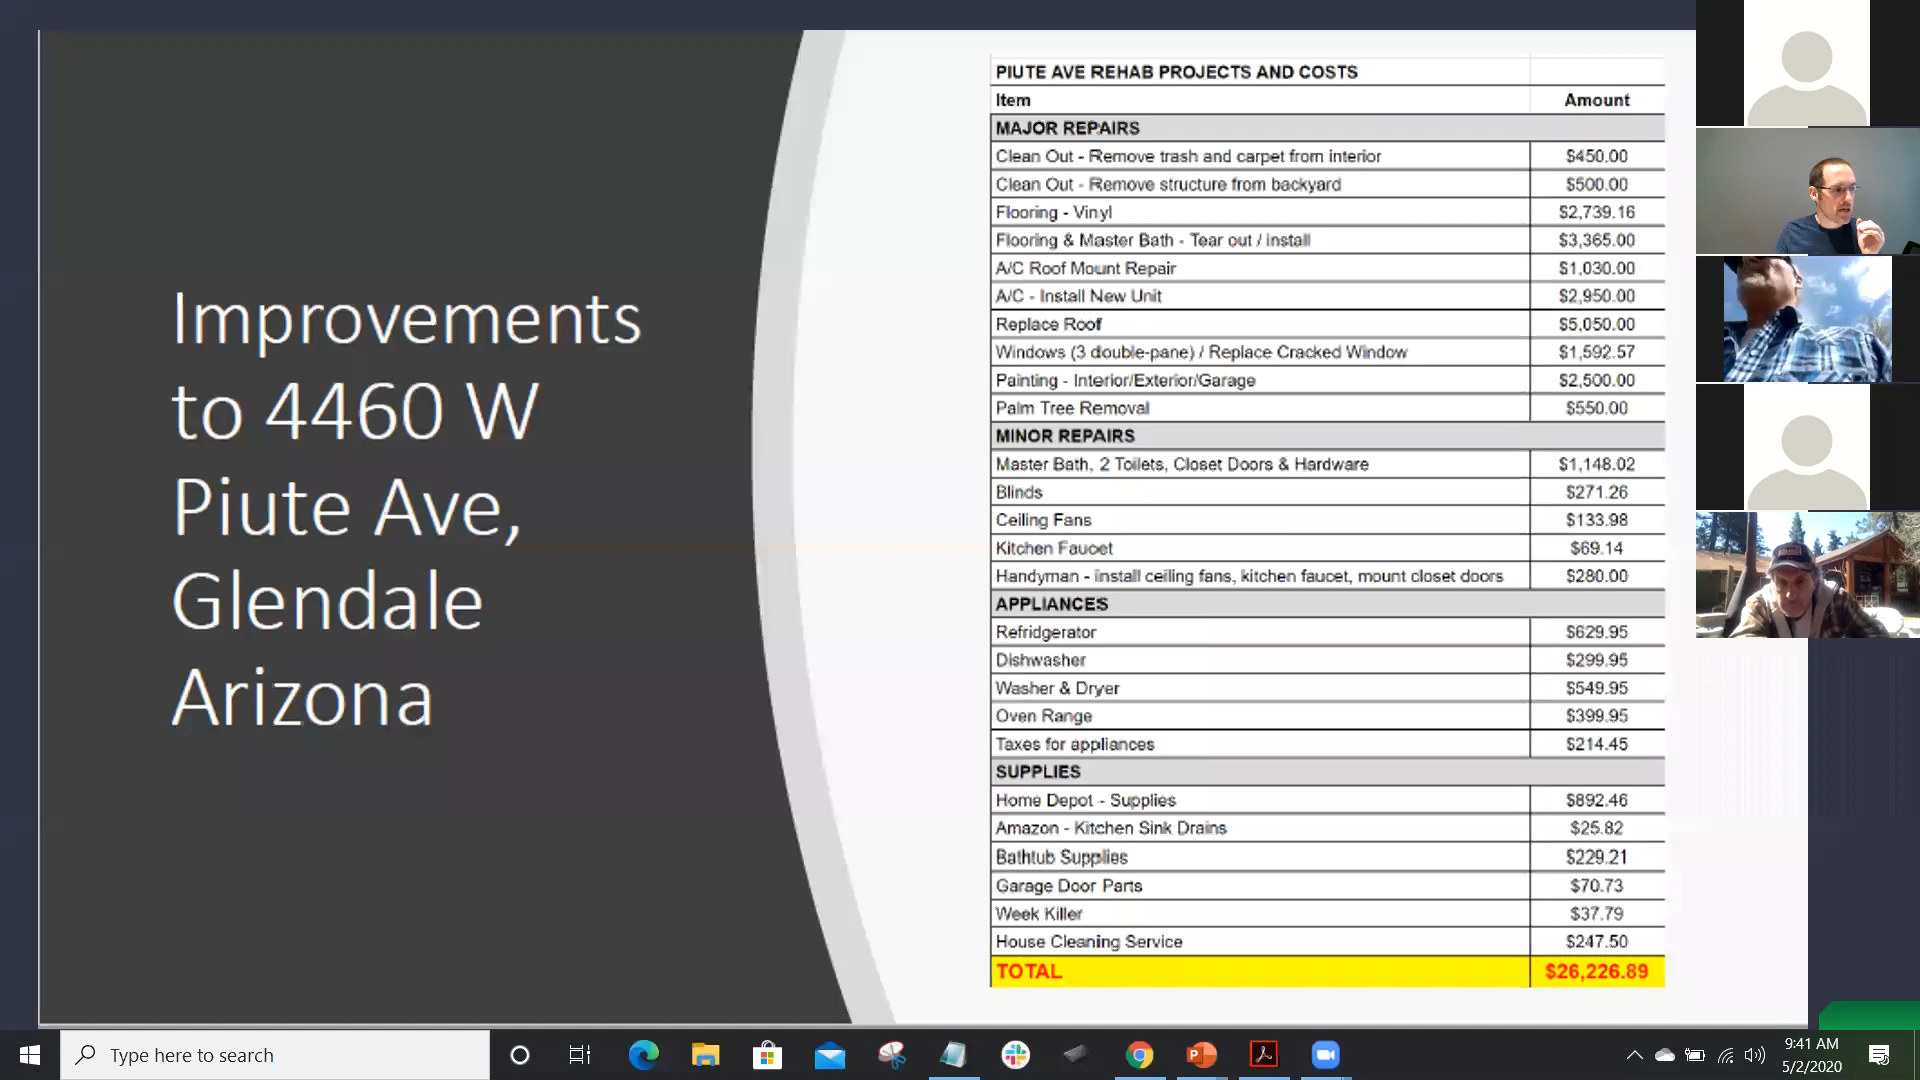 Improvements
to 4460 W
Piute Ave,
Glendale
Arizona
PIUTE AVE REHAB PROJECTS AND COSTS
Item Amount
MAJOR REPAIRS
Clean Out - Remove trash and carpet from interior $450.00
Clean Out - Remove structure from backyard $500.00
Flooring - Vinyl $2,739.16
Flooring & Master Bath - Tear out / install $3,365.00
A/C Roof Mount Repair $1,030.00
A/C - Install New Unit $2,950.00
Replace Roof $5,050.00
Windows (3 double-pane) / Replace Cracked Window $1,592.57
Painting - Interior/Exterior/Garage $2,500.00
Palm Tree Removal $550.00
MINOR REPAIRS
Master Bath, 2 Toilets, Closet Doors & Hardware $1,148.02
Blinds $271.26
Ceiling Fans $133.98
Kitchen Faucet $69.14
Handyman - install ceiling fans, kitchen faucet, mount closet doors $280.00
APPLIANCES
Refridgerator $629.95
Dishwasher $299.95
Washer & Dryer $549.95
Oven Range $399.95
Taxes for appliances $214.45
SUPPLIES
Home Depot - Supplies $892.46
Amazon - Kitchen Sink Drains $25.82
Bathtub Supplies $229.21
Garage Door Parts $70.73
Week Killer $37.79
House Cleaning Service $247.50
TOTAL $26,226.89
Type here to search
9:41 AM
5/2/2020